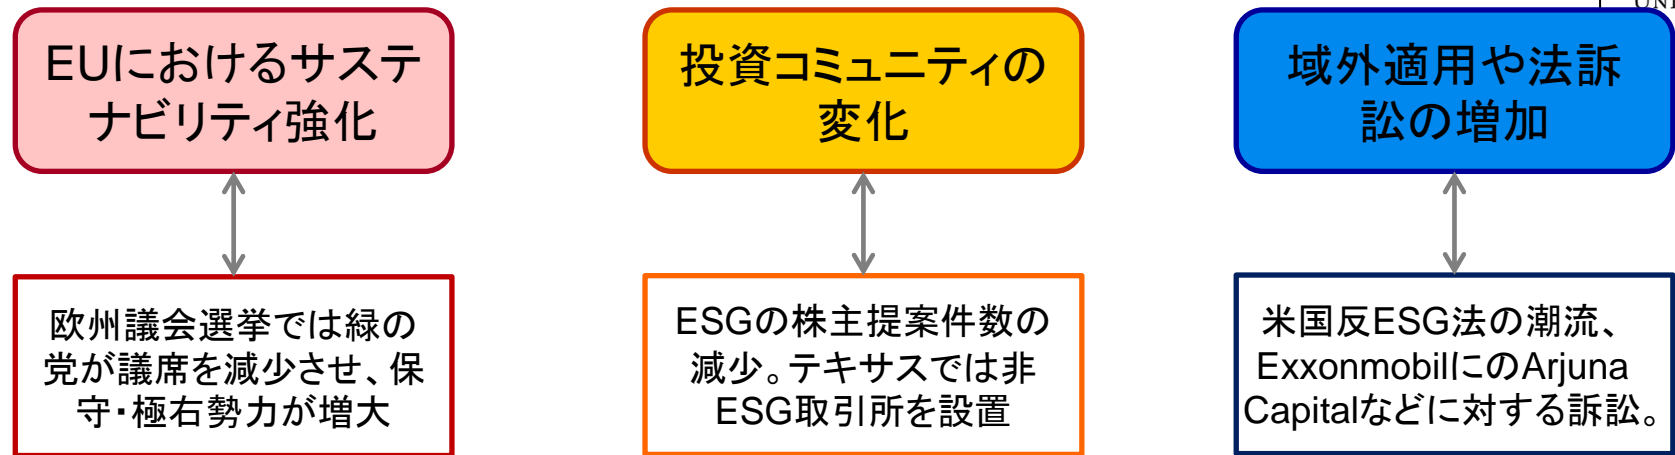 EUにおけるサステ
ナビリティ強化
投資コミュニティの
変化
域外適用や法訴
訟の増加
欧州議会選挙では緑の
党が議席を減少させ、保
守・極右勢力が増大
ESGの株主提案件数の
減少。テキサスでは非
ESG取引所を設置
米国反ESG法の潮流、
ExxonmobilにのArjuna
Capitalなどに対する訴訟。